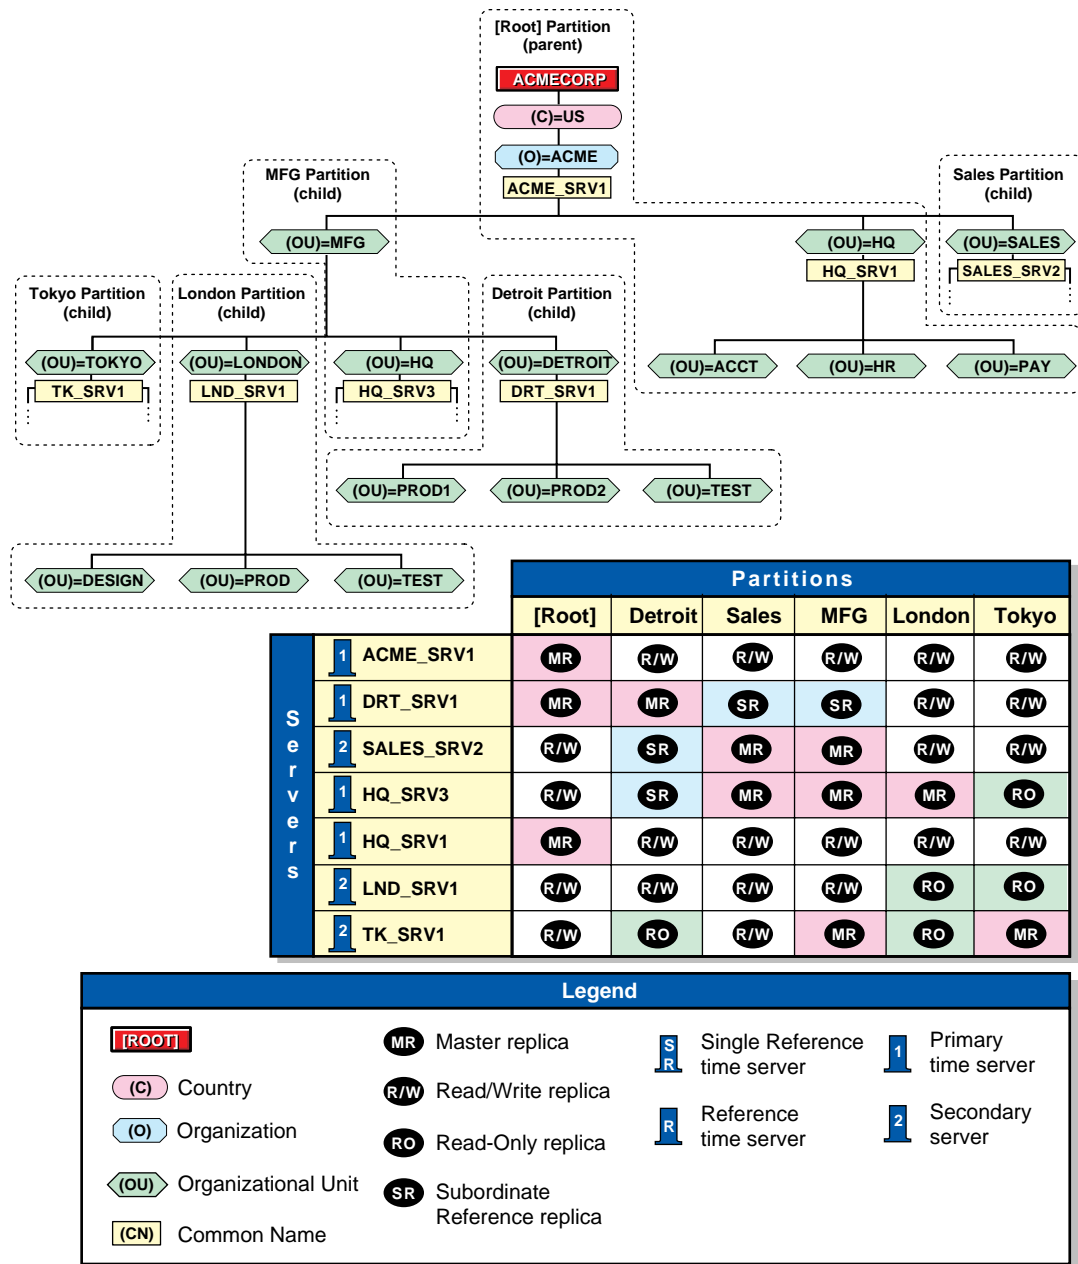 [Root] Partition
(parent)
ACMECORP
(C)=US
(O)=ACME
ACME_SRV1
MFG Partition
(child)
Sales Partition
(child)
(OU)=MFG
(OU)=HQ
(OU)=SALES
HQ_SRV1
SALES_SRV2
Tokyo Partition
(child)
London Partition
(child)
Detroit Partition
(child)
(OU)=TOKYO
(OU)=LONDON
(OU)=HQ
(OU)=DETROIT
(OU)=ACCT
(OU)=HR
(OU)=PAY
TK_SRV1
LND_SRV1
HQ_SRV3
DRT_SRV1
(OU)=PROD1
(OU)=PROD2
(OU)=TEST
(OU)=DESIGN
(OU)=PROD
(OU)=TEST
Partitions
[Root] Detroit Sales MFG London Tokyo
Servers
1 ACME_SRV1 MR R/W R/W R/W R/W R/W
1 DRT_SRV1 MR MR SR SR R/W R/W
2 SALES_SRV2 R/W SR MR MR R/W R/W
1 HQ_SRV3 R/W SR MR MR MR RO
1 HQ_SRV1 MR R/W R/W R/W R/W R/W
2 LND_SRV1 R/W R/W R/W R/W RO RO
2 TK_SRV1 R/W RO R/W MR RO MR
Legend
[ROOT]
(C) Country
(O) Organization
(OU) Organizational Unit
(CN) Common Name
MR Master replica
R/W Read/Write replica
RO Read-Only replica
SR Subordinate
Reference replica
SR Single Reference
time server
R Reference
time server
1 Primary
time server
2 Secondary
server